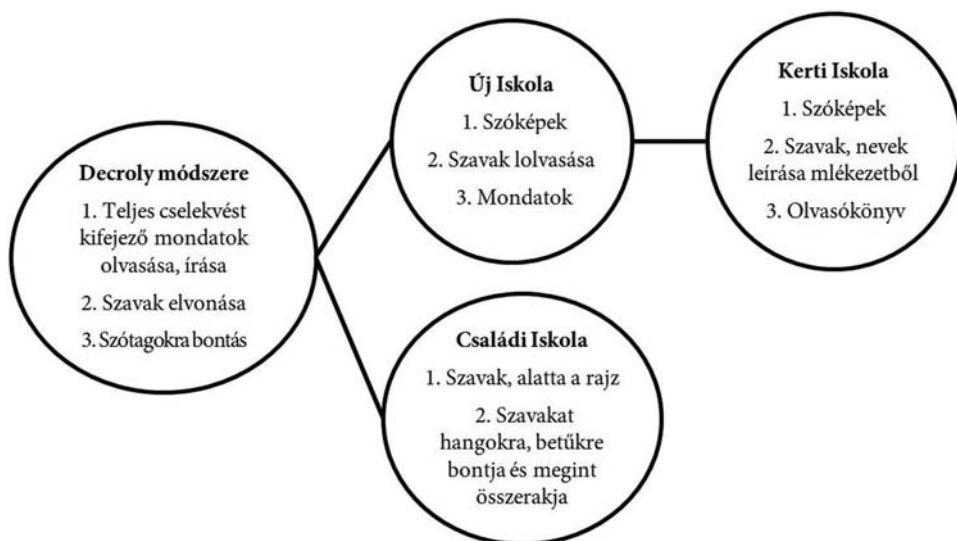 Decroly módszere
1. Teljes cselekvést
kifejező mondatok
olvasása, írása
2. Szavak elvonása
3. Szótagokra bontás
Új Iskola
1. Szóképek
2. Szavak lolvasása
3. Mondatok
Kerti Iskola
1. Szóképek
2. Szavak, nevek
leírása mlékezetből
3. Olvasókönyv
Családi Iskola
1. Szavak, alatta a rajz
2. Szavakat
hangokra, betűkre
bontja és megint
összerakja